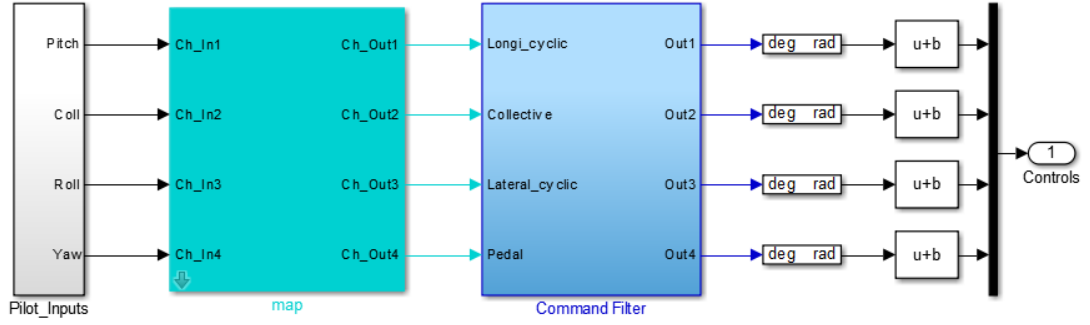 Pitch Ch_In1 Ch_Out1 Longi_cyclic Out1 deg rad u+b
Coll Ch_In2 Ch_Out2 Collective Out2 deg rad u+b
1
Roll Ch_In3 Ch_Out3 Lateral_cyclic Out3 deg rad u+b
Controls
Yaw Ch_In4 Ch_Out4 Pedal Out4 deg rad u+b
Pilot_Inputs map Command Filter